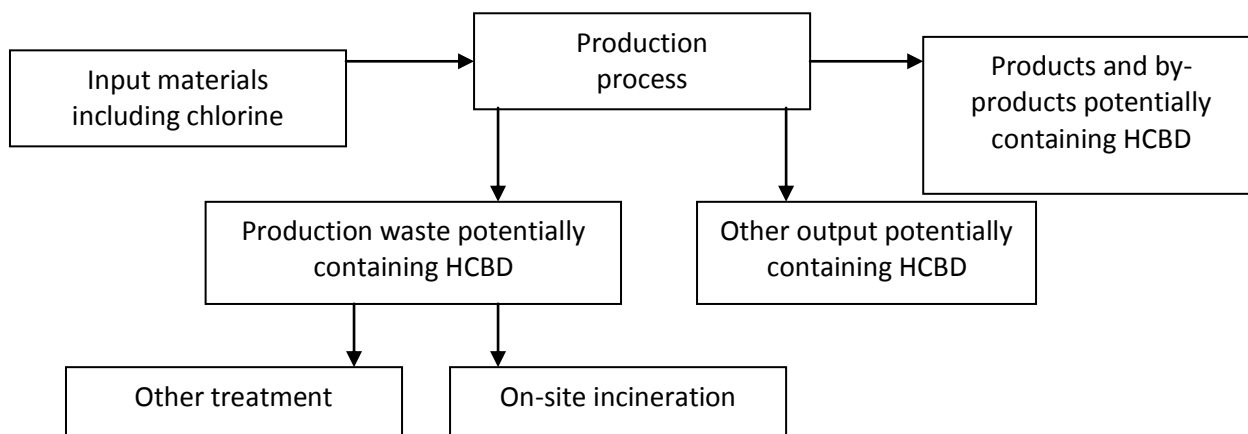 Input materials
including chlorine
Production
process
Products and by-
products potentially
containing HCBD
Production waste potentially
containing HCBD
Other output potentially
containing HCBD
Other treatment
On-site incineration